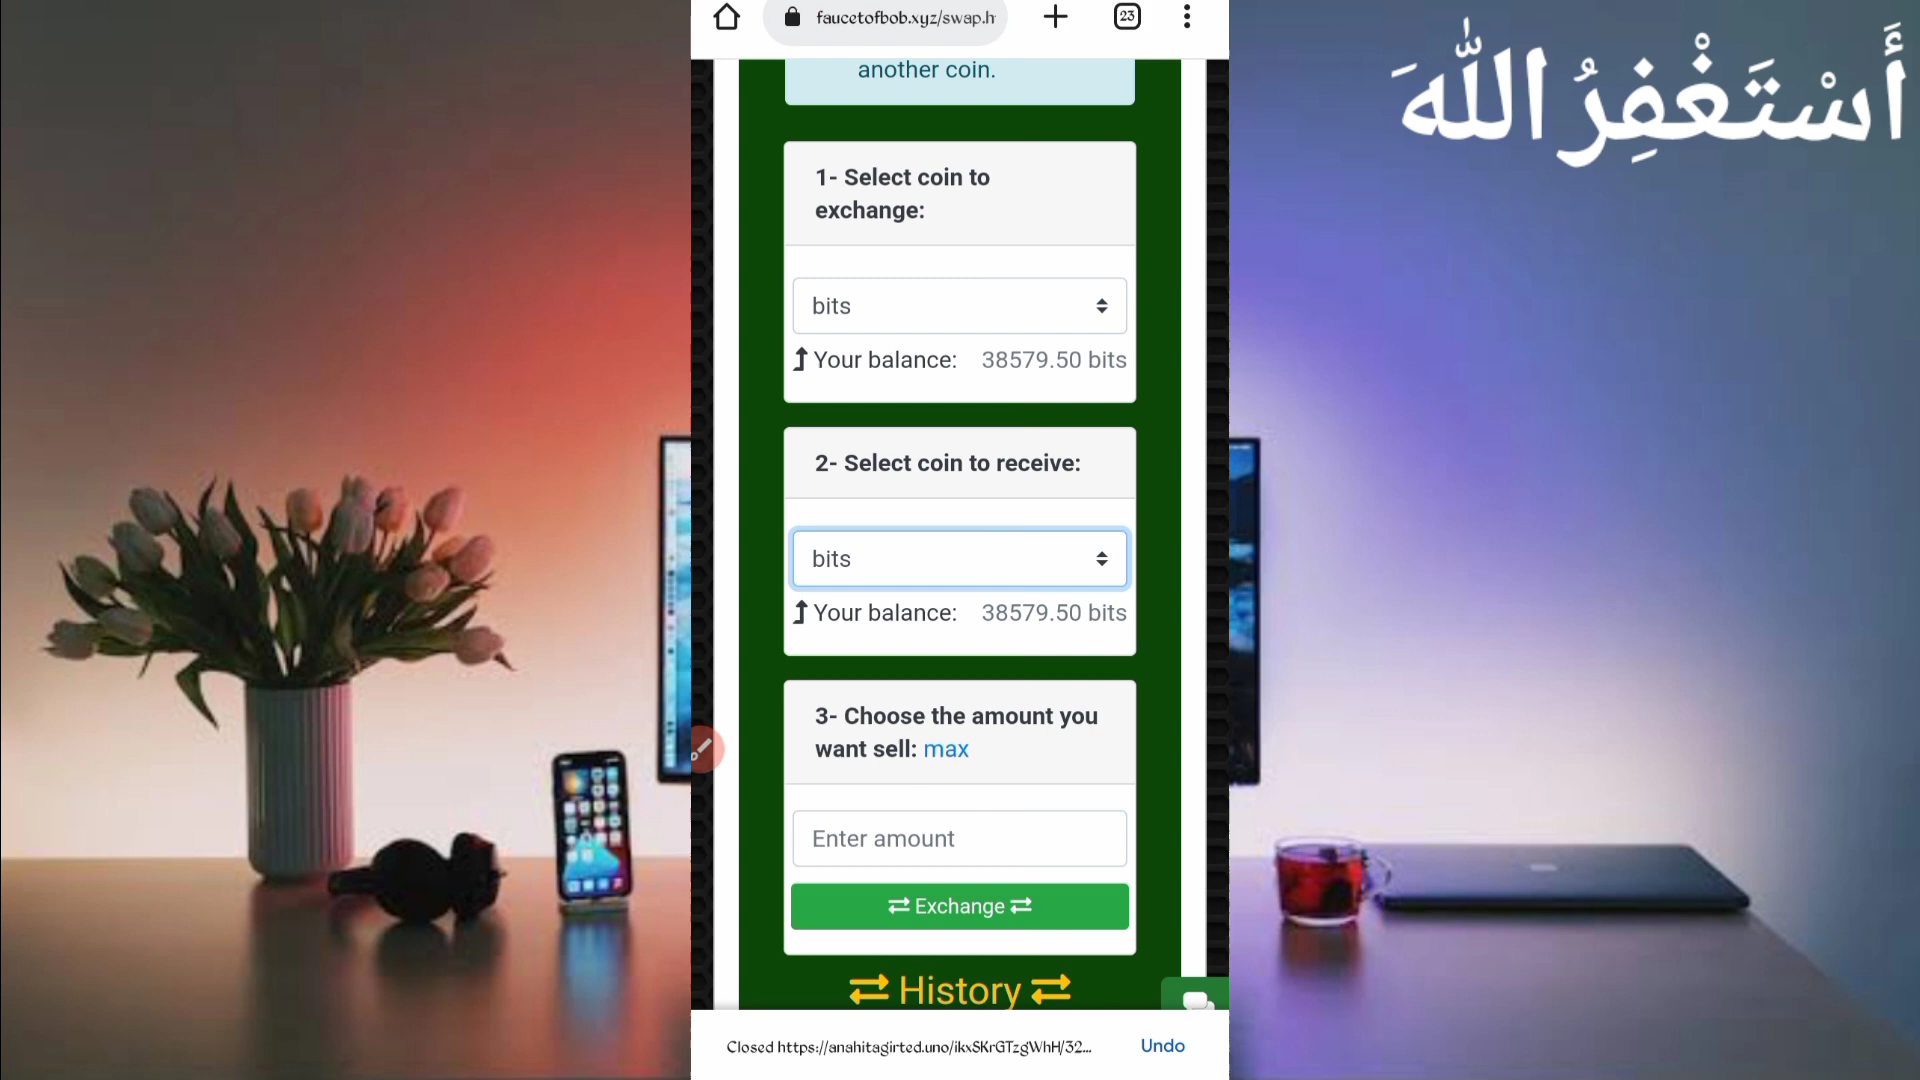 faucetofbob.xyz/swap.h
23
another coin.
1- Select coin to
exchange:
bits
Your balance: 38579.50 bits
2- Select coin to receive:
bits
Your balance: 38579.50 bits
3- Choose the amount you
want sell: max
Enter amount
Exchange
History
Closed https://anahitagirted.uno/ikxSKrGTzgWhH/32...
Undo
أَسْتَغْفِرُ اللّٰهَ